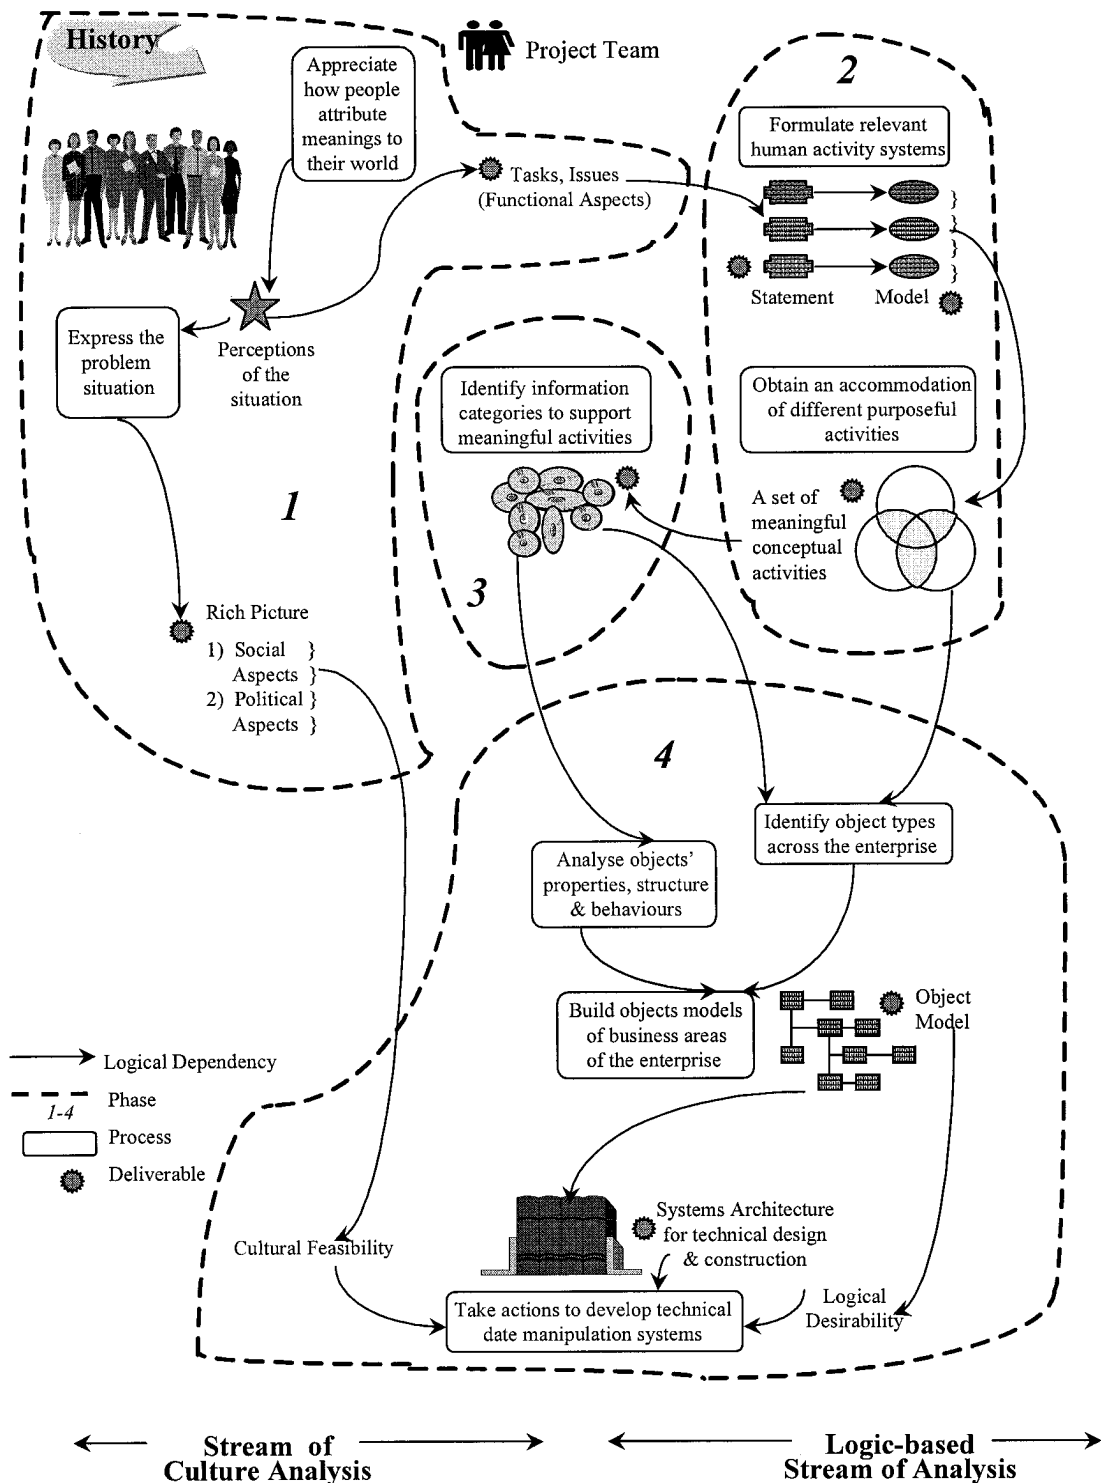 History
Project Team
Appreciate
how people
attribute
meanings to
their world
Tasks, Issues
(Functional Aspects)
2
Formulate relevant
human activity systems
}
}
}
}
Statement
Model
Express the
problem
situation
Perceptions
of the
situation
1
Identify information
categories to support
meaningful activities
3
Obtain an accommodation
of different purposeful
activities
A set of
meaningful
conceptual
activities
Rich Picture
1) Social }
Aspects }
2) Political }
Aspects }
4
Identify object types
across the enterprise
Analyse objects'
properties, structure
& behaviours
Build objects models
of business areas
of the enterprise
Object
Model
Logical Dependency
Phase
1-4
Process
Deliverable
Systems Architecture
for technical design
& construction
Cultural Feasibility
Take actions to develop technical
date manipulation systems
Logical
Desirability
Stream of
Culture Analysis
Logic-based
Stream of Analysis